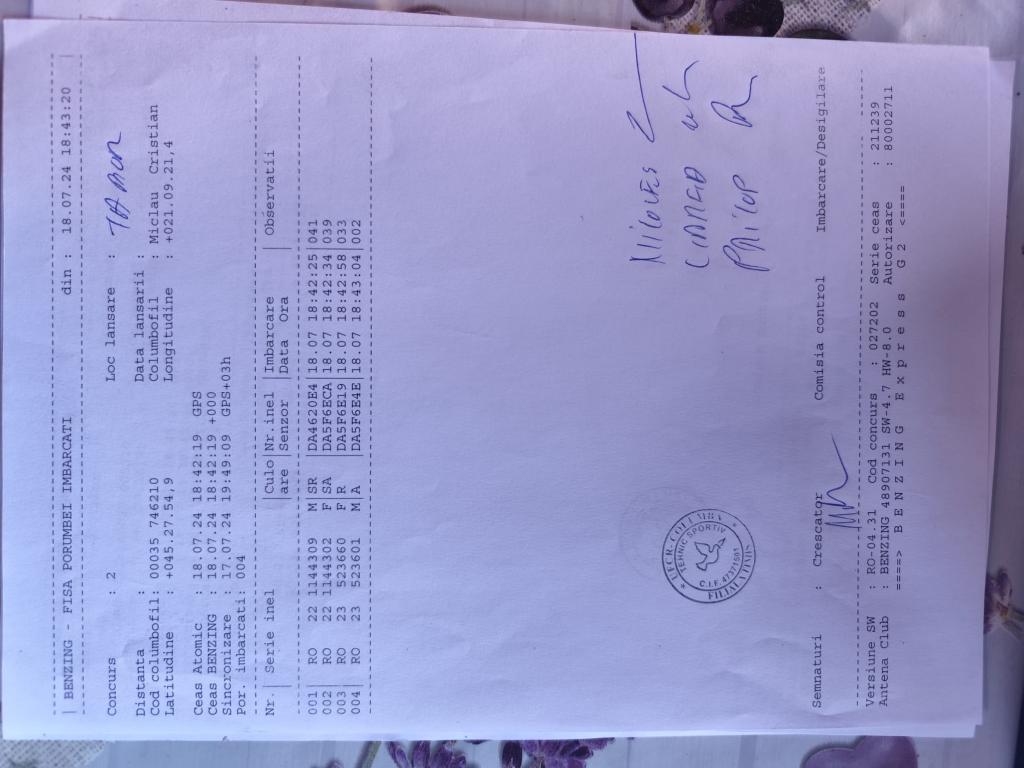 | BENZING - FISA PORUMBEI IMBARCATI din : 18.07.24 18:43:20 |
Concurs : 2 Loc lansare :
Distanta : Data lansarii :
Cod columbofil: 00035 746210 Columbofil : Miclau Cristian
Latitudine : +045.27.54,9 Longitudine : +021.09.21,4
Ceas Atomic : 18.07.24 18:42:19 GPS
Ceas BENZING : 18.07.24 18:42:19 +000
Sincronizare : 17.07.24 19:49:09 GPS+03h
Por. imbarcati: 004
Nr.| Serie inel |Culo|Nr.inel |Imbarcare | Observatii
| |are |Senzor |Data Ora |
001| RO 22 1144309 M SR |DA4620E4|18.07 18:42:25|041
002| RO 22 1144302 F SA |DA5F6ECA|18.07 18:42:34|039
003| RO 23 523660 F R |DA5F6E19|18.07 18:42:58|033
004| RO 23 523601 M A |DA5F6E4E|18.07 18:43:04|002
FILIALA TIMIS
TEHNIC SPORTIV
C.I.F.
Semnaturi : Crescator Comisia control Imbarcare/Desigilare
Versiune SW : RO-04.31 Cod concurs : 027202 Serie ceas : 211239
Antena Club : BENZING 48907131 SW-4.7 HW-8.0 Autorizare : 80002711
====> B E N Z I N G E x p r e s s G 2 <====